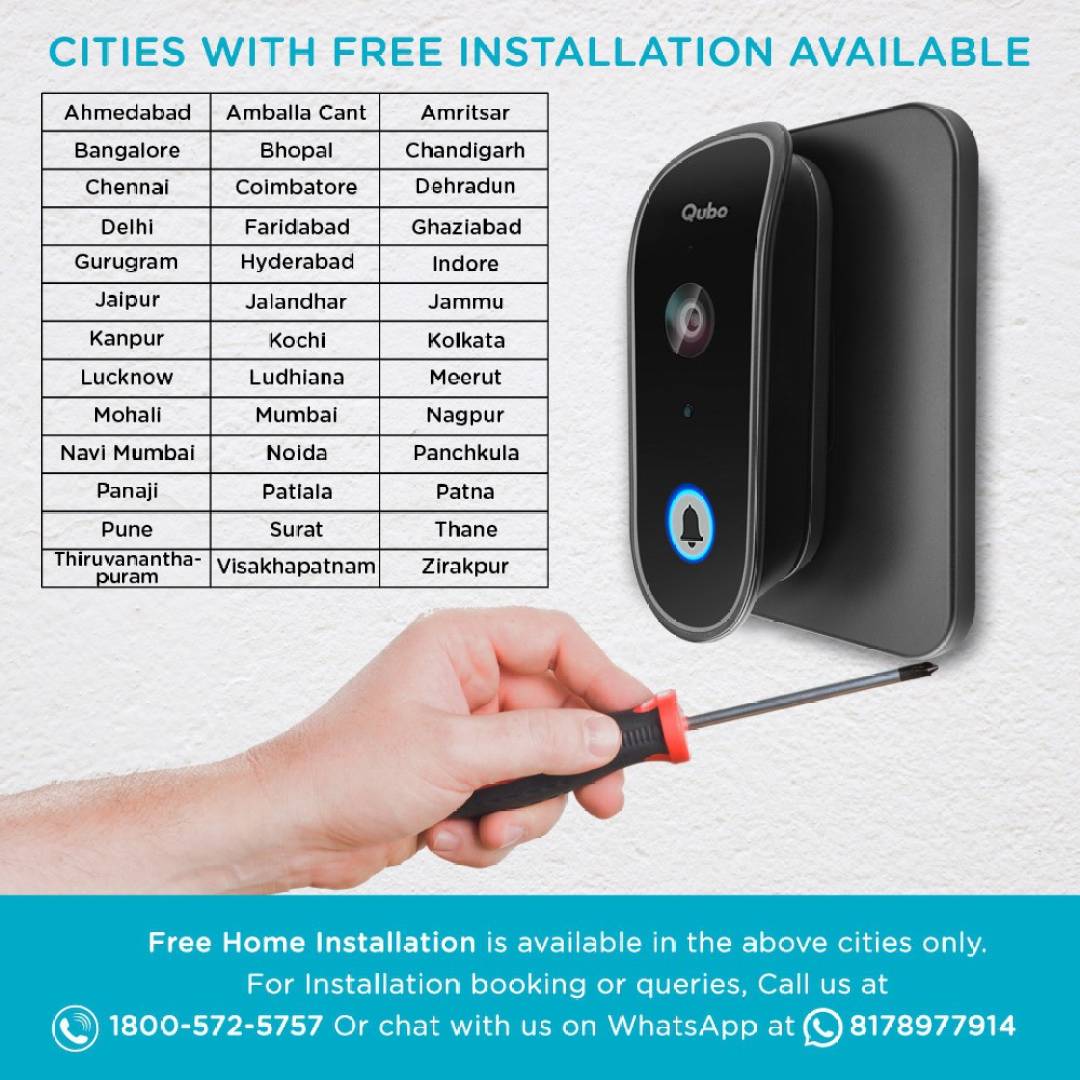 CITIES WITH FREE INSTALLATION AVAILABLE
Ahmedabad Amballa Cant Amritsar
Bangalore Bhopal Chandigarh
Chennai Coimbatore Dehradun
Delhi Faridabad Ghaziabad
Gurugram Hyderabad Indore
Jaipur Jalandhar Jammu
Kanpur Kochi Kolkata
Lucknow Ludhiana Meerut
Mohali Mumbai Nagpur
Navi Mumbai Noida Panchkula
Panaji Patiala Patna
Pune Surat Thane
Thiruvanantha-
puram Visakhapatnam Zirakpur
Qubo
Free Home Installation is available in the above cities only.
For Installation booking or queries, Call us at
1800-572-5757 Or chat with us on WhatsApp at 8178977914